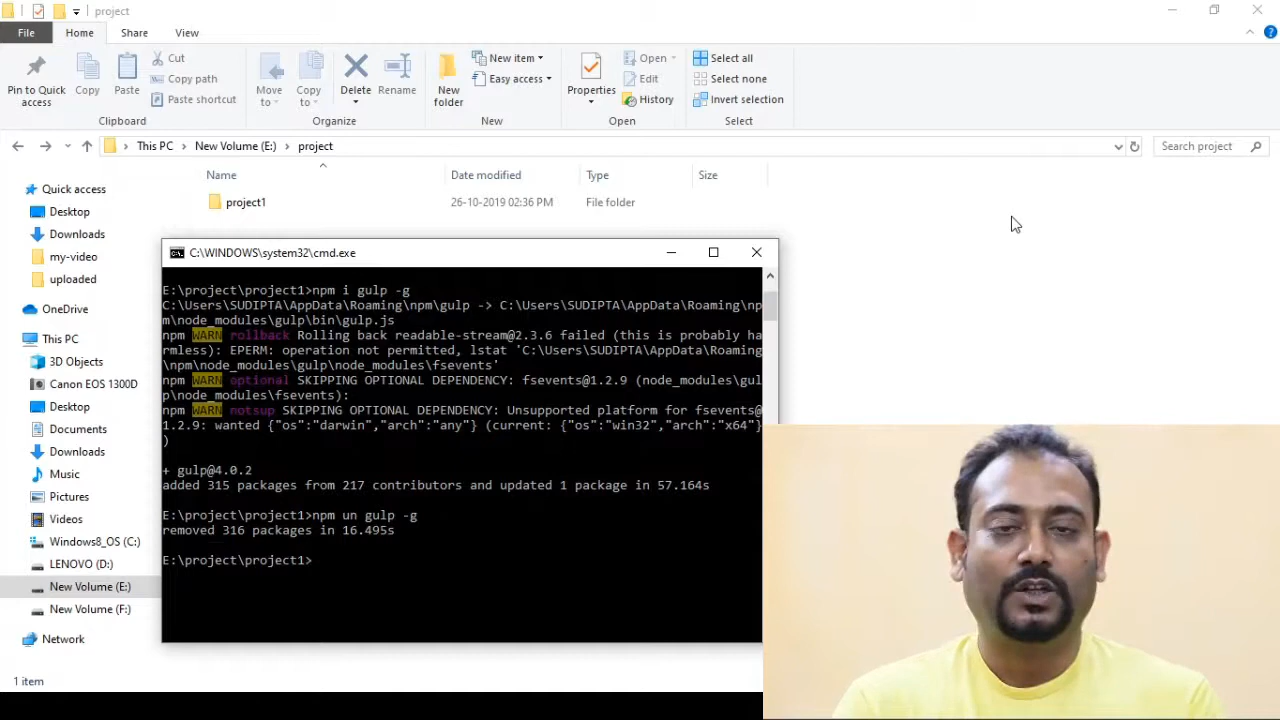 project
File
Home
Share
View
Pin to Quick access
Copy
Paste
Cut
Copy path
Paste shortcut
Clipboard
Move to
Copy to
Delete
Rename
Organize
New folder
New item
Easy access
New
Properties
Open
Edit
History
Open
Select all
Select none
Invert selection
Select
This PC > New Volume (E:) > project
Search project
Name
Date modified
Type
Size
project1
26-10-2019 02:36 PM
File folder
Quick access
Desktop
Downloads
my-video
uploaded
OneDrive
This PC
3D Objects
Canon EOS 1300D
Desktop
Documents
Downloads
Music
Pictures
Videos
Windows8_OS (C:)
LENOVO (D:)
New Volume (E:)
New Volume (F:)
Network
1 item
C:\WINDOWS\system32\cmd.exe
E:\project\project1>npm i gulp -g
C:\Users\SUDIPTA\AppData\Roaming\npm\gulp -> C:\Users\SUDIPTA\AppData\Roaming\np
m\node_modules\gulp\bin\gulp.js
npm WARN rollback Rolling back readable-stream@2.3.6 failed (this is probably ha
rmless): EPERM: operation not permitted, lstat 'C:\Users\SUDIPTA\AppData\Roaming
\npm\node_modules\gulp\node_modules\fsevents'
npm WARN optional SKIPPING OPTIONAL DEPENDENCY: fsevents@1.2.9 (node_modules\gul
p\node_modules\fsevents):
npm WARN notsup SKIPPING OPTIONAL DEPENDENCY: Unsupported platform for fsevents@
1.2.9: wanted {"os":"darwin","arch":"any"} (current: {"os":"win32","arch":"x64"}
)
+ gulp@4.0.2
added 315 packages from 217 contributors and updated 1 package in 57.164s
E:\project\project1>npm un gulp -g
removed 316 packages in 16.495s
E:\project\project1>